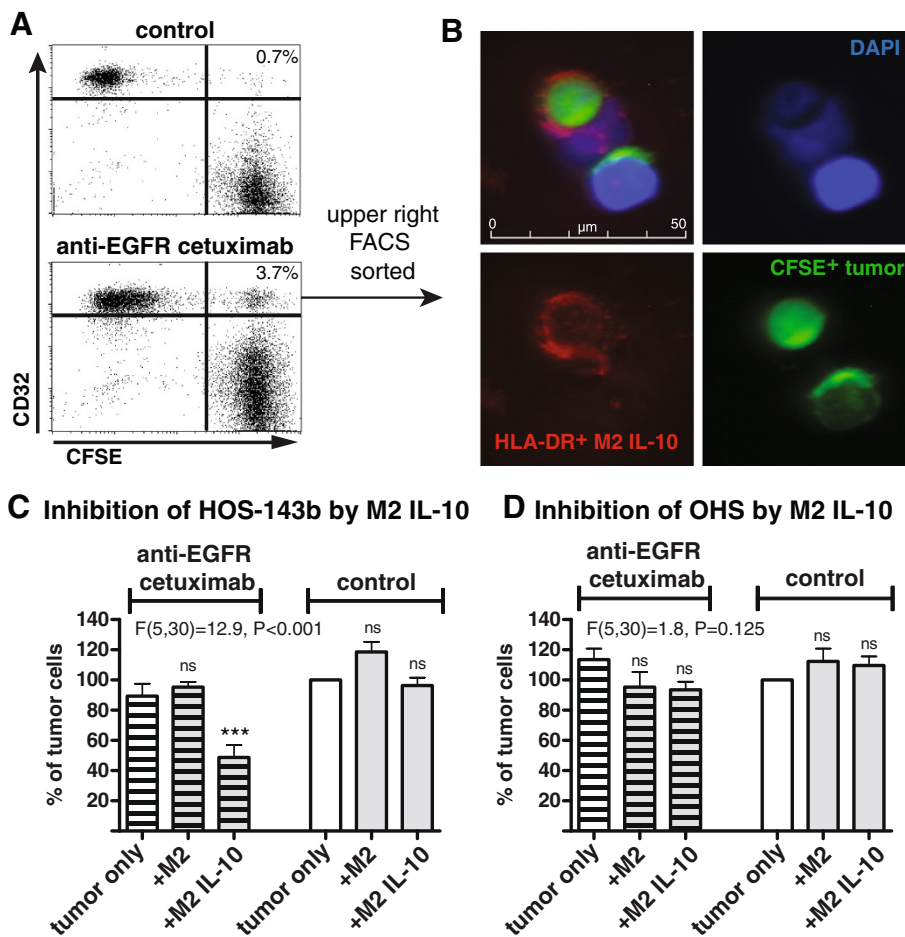 A
control
0.7%
anti-EGFR cetuximab
3.7%
CD32
CFSE
upper right
FACS
sorted
B
DAPI
0 50
µm
HLA-DR+ M2 IL-10
CFSE+ tumor
C Inhibition of HOS-143b by M2 IL-10
anti-EGFR
cetuximab
control
F(5,30)=12.9, P<0.001
% of tumor cells
140
120
100
80
60
40
20
ns
***
ns
ns
tumor only
+M2
+M2 IL-10
tumor only
+M2
+M2 IL-10
D Inhibition of OHS by M2 IL-10
anti-EGFR
cetuximab
control
F(5,30)=1.8, P=0.125
% of tumor cells
140
120
100
80
60
40
20
ns
ns
ns
ns
tumor only
+M2
+M2 IL-10
tumor only
+M2
+M2 IL-10